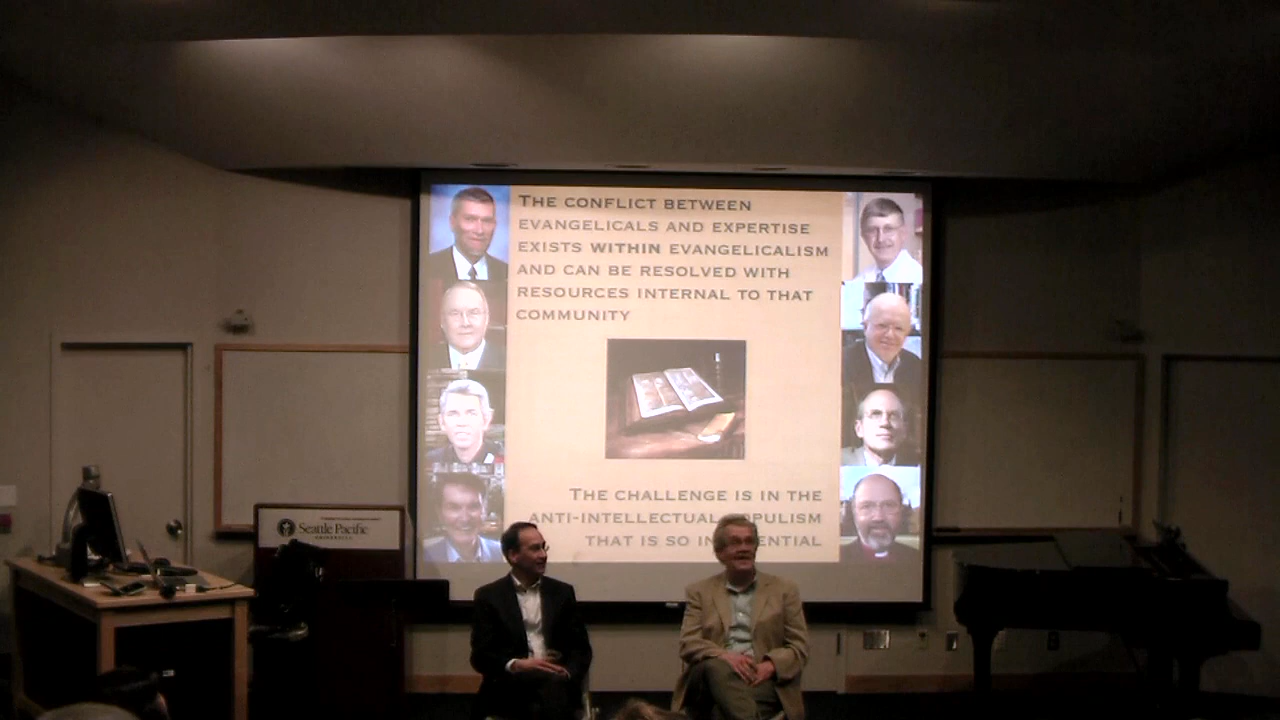 THE CONFLICT BETWEEN
EVANGELICALS AND EXPERTISE
EXISTS WITHIN EVANGELICALISM
AND CAN BE RESOLVED WITH
RESOURCES INTERNAL TO THAT
COMMUNITY
THE CHALLENGE IS IN THE
ANTI-INTELLECTUAL
THAT IS SO
Seattle Pacific
UNIVERSITY